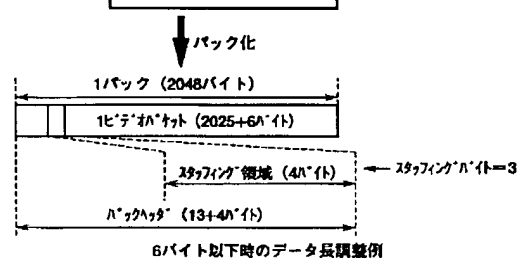 パック化
1パック (2048バイト)
1ビデオパケット (2025+6バイト)
スタッフィング領域 (4バイト)
スタッフィングバイト=3
パックヘッダ (13+4バイト)
6バイト以下時のデータ長調整例